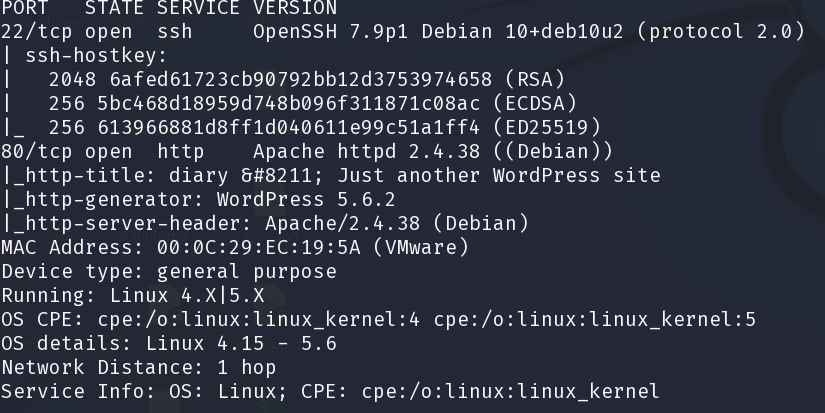 PORT   STATE SERVICE VERSION
22/tcp open  ssh     OpenSSH 7.9p1 Debian 10+deb10u2 (protocol 2.0)
| ssh-hostkey:
|   2048 6afed61723cb90792bb12d3753974658 (RSA)
|   256 5bc468d18959d748b096f311871c08ac (ECDSA)
|_  256 613966881d8ff1d040611e99c51a1ff4 (ED25519)
80/tcp open  http    Apache httpd 2.4.38 ((Debian))
|_http-title: diary &#8211; Just another WordPress site
|_http-generator: WordPress 5.6.2
|_http-server-header: Apache/2.4.38 (Debian)
MAC Address: 00:0C:29:EC:19:5A (VMware)
Device type: general purpose
Running: Linux 4.X|5.X
OS CPE: cpe:/o:linux:linux_kernel:4 cpe:/o:linux:linux_kernel:5
OS details: Linux 4.15 - 5.6
Network Distance: 1 hop
Service Info: OS: Linux; CPE: cpe:/o:linux:linux_kernel